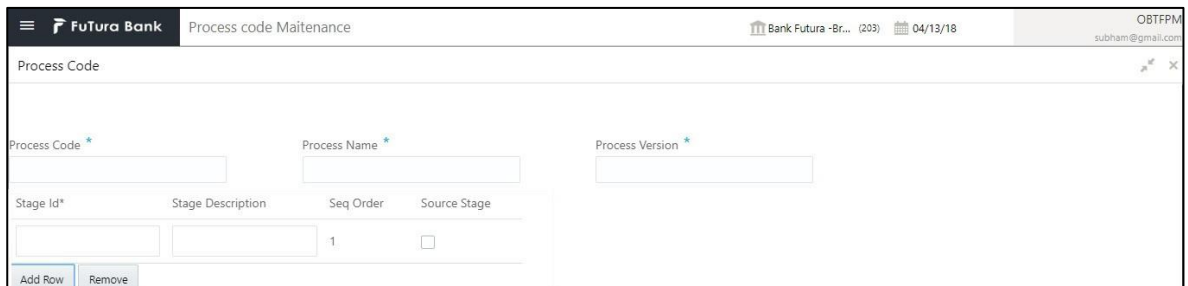 FuTura Bank Process code Maitenance Bank Futura -Br... (203) 04/13/18 OBTFPM
subham@gmail.com
Process Code
Process Code * Process Name * Process Version *
Stage Id* Stage Description Seq Order Source Stage
1
Add Row Remove